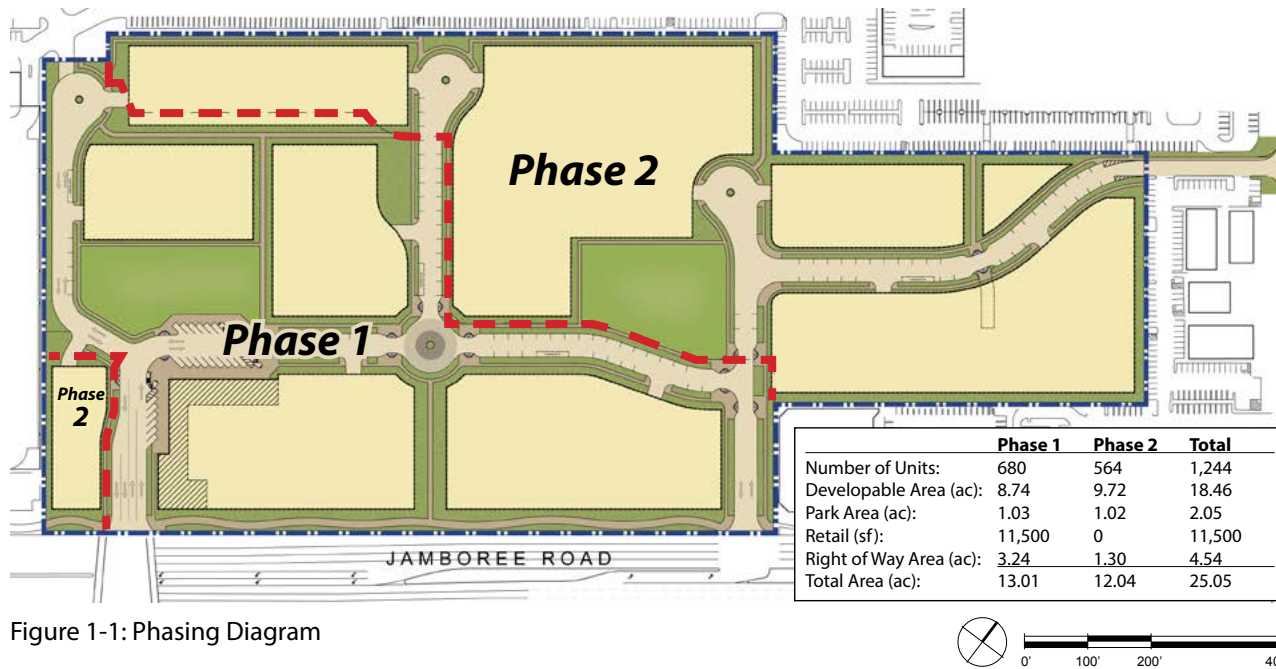 Phase 2
Phase 1
Phase
2
Phase 1 Phase 2 Total
Number of Units: 680 564 1,244
Developable Area (ac): 8.74 9.72 18.46
Park Area (ac): 1.03 1.02 2.05
Retail (sf): 11,500 0 11,500
Right of Way Area (ac): 3.24 1.30 4.54
Total Area (ac): 13.01 12.04 25.05
JAMBOREE ROAD
Figure 1-1: Phasing Diagram
0' 100' 200' 40